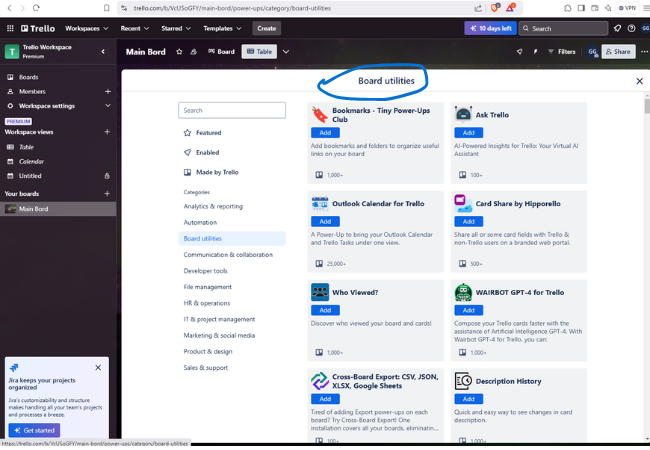 trello.com/b/VcUSoGFY/main-bord/power-ups/category/board-utilities
VPN
Trello
Workspaces
Recent
Starred
Templates
Create
10 days left
Search
GG
T
Trello Workspace
Premium
Main Bord
Board
Table
Filters
GG
Share
Boards
Members
Workspace settings
PREMIUM
Workspace views
Table
Calendar
Untitled
Your boards
Main Bord
Jira keeps your projects
organized
Jira's customizability and structure
makes handling all your team's projects
and processes a breeze.
Get started
https://trello.com/b/VcUSoGFY/main-bord/power-ups/category/board-utilities
Board utilities
Search
Featured
Enabled
Made by Trello
Categories
Analytics & reporting
Automation
Board utilities
Communication & collaboration
Developer tools
File management
HR & operations
IT & project management
Marketing & social media
Product & design
Sales & support
Bookmarks - Tiny Power-Ups
Club
Add
Add bookmarks and folders to organize useful
links on your board
1,000+
Ask Trello
Add
AI-Powered Insights for Trello: Your Virtual AI
Assistant
100+
Outlook Calendar for Trello
Add
A Power-Up to bring your Outlook Calendar
and Trello Tasks under one view.
25,000+
Card Share by Hipporello
Add
Share all or some card fields with Trello &
non-Trello users on a branded web portal.
500+
Who Viewed?
Add
Discover who viewed your board and cards!
1,000+
WAIRBOT GPT-4 for Trello
Add
Compose your Trello cards faster with the
assistance of Artificial Intelligence GPT-4. With
Wairbot GPT-4 for Trello, you can:
1,000+
Cross-Board Export: CSV, JSON,
XLSX, Google Sheets
Add
Tired of adding Export power-ups on each
board? Try Cross-Board Export! One
installation covers all your boards, eliminatin...
100+
Description History
Add
Quick and easy way to see changes in card
description.
1,000+